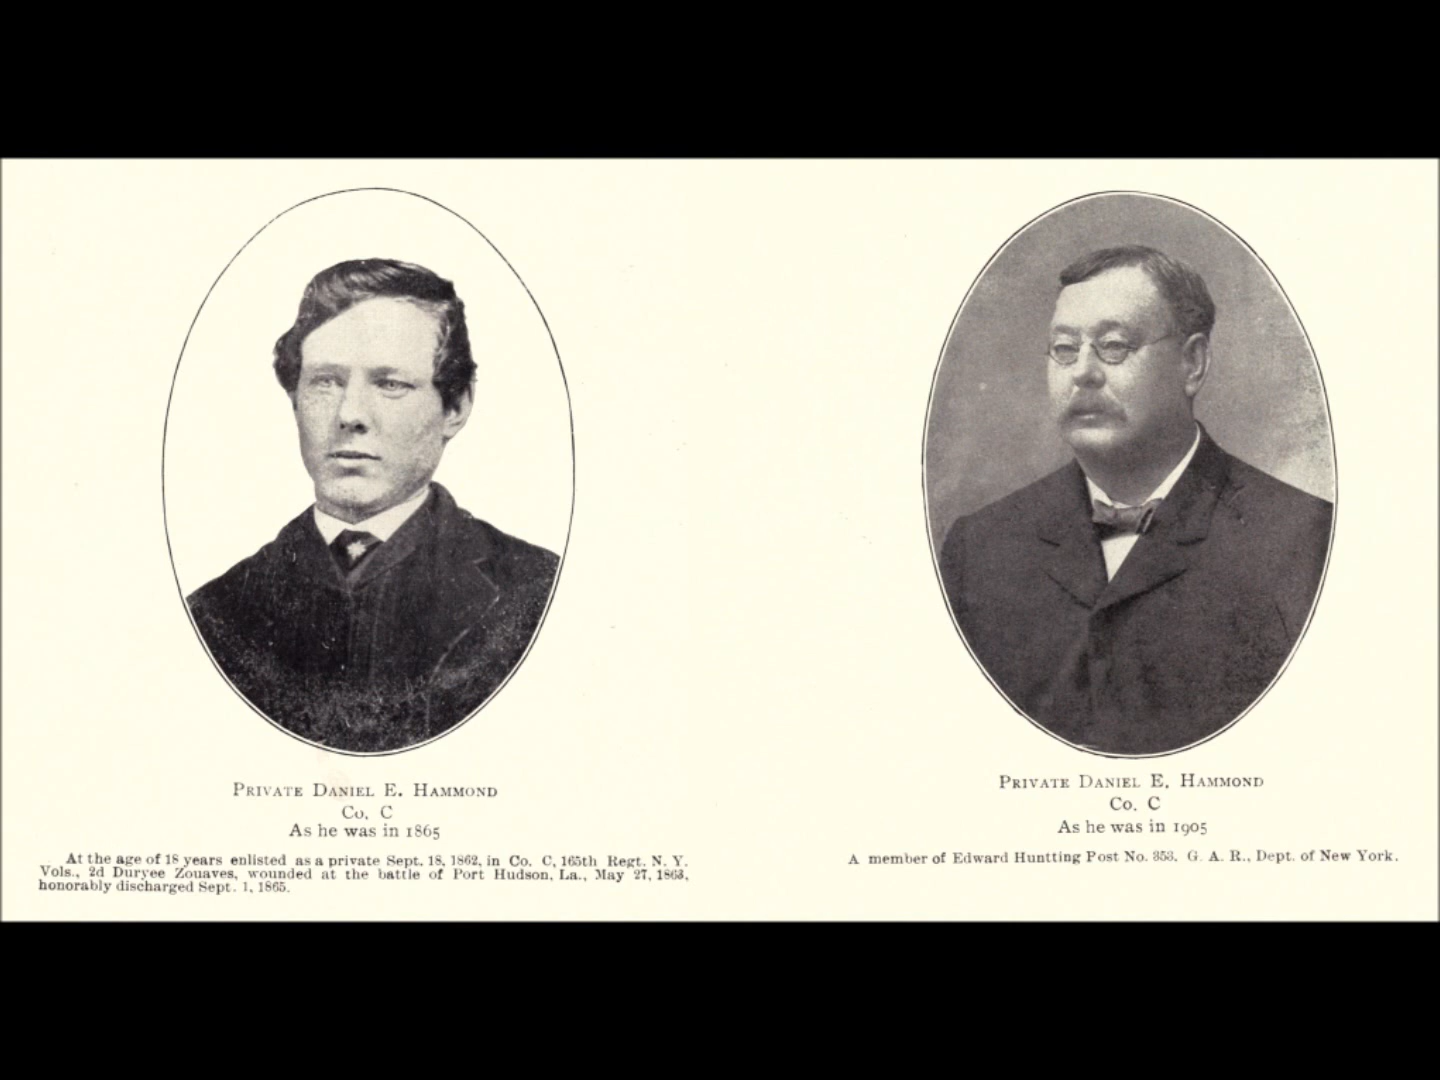 PRIVATE DANIEL E. HAMMOND
Co. C
As he was in 1865
At the age of 18 years enlisted as a private Sept. 18, 1862, in Co. C, 165th Regt. N. Y.
Vols., 2d Duryee Zouaves, wounded at the battle of Port Hudson, La., May 27, 1863,
honorably discharged Sept. 1, 1865.
PRIVATE DANIEL E. HAMMOND
Co. C
As he was in 1905
A member of Edward Huntting Post No. 353. G. A. R., Dept. of New York.